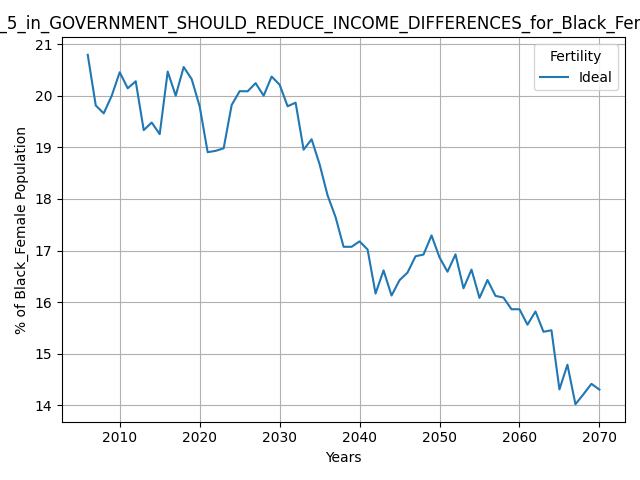 _5_in_GOVERNMENT_SHOULD_REDUCE_INCOME_DIFFERENCES_for_Black_Fer
21
20
19
18
17
16
15
14
% of Black_Female Population
Fertility
Ideal
2010 2020 2030 2040 2050 2060 2070
Years